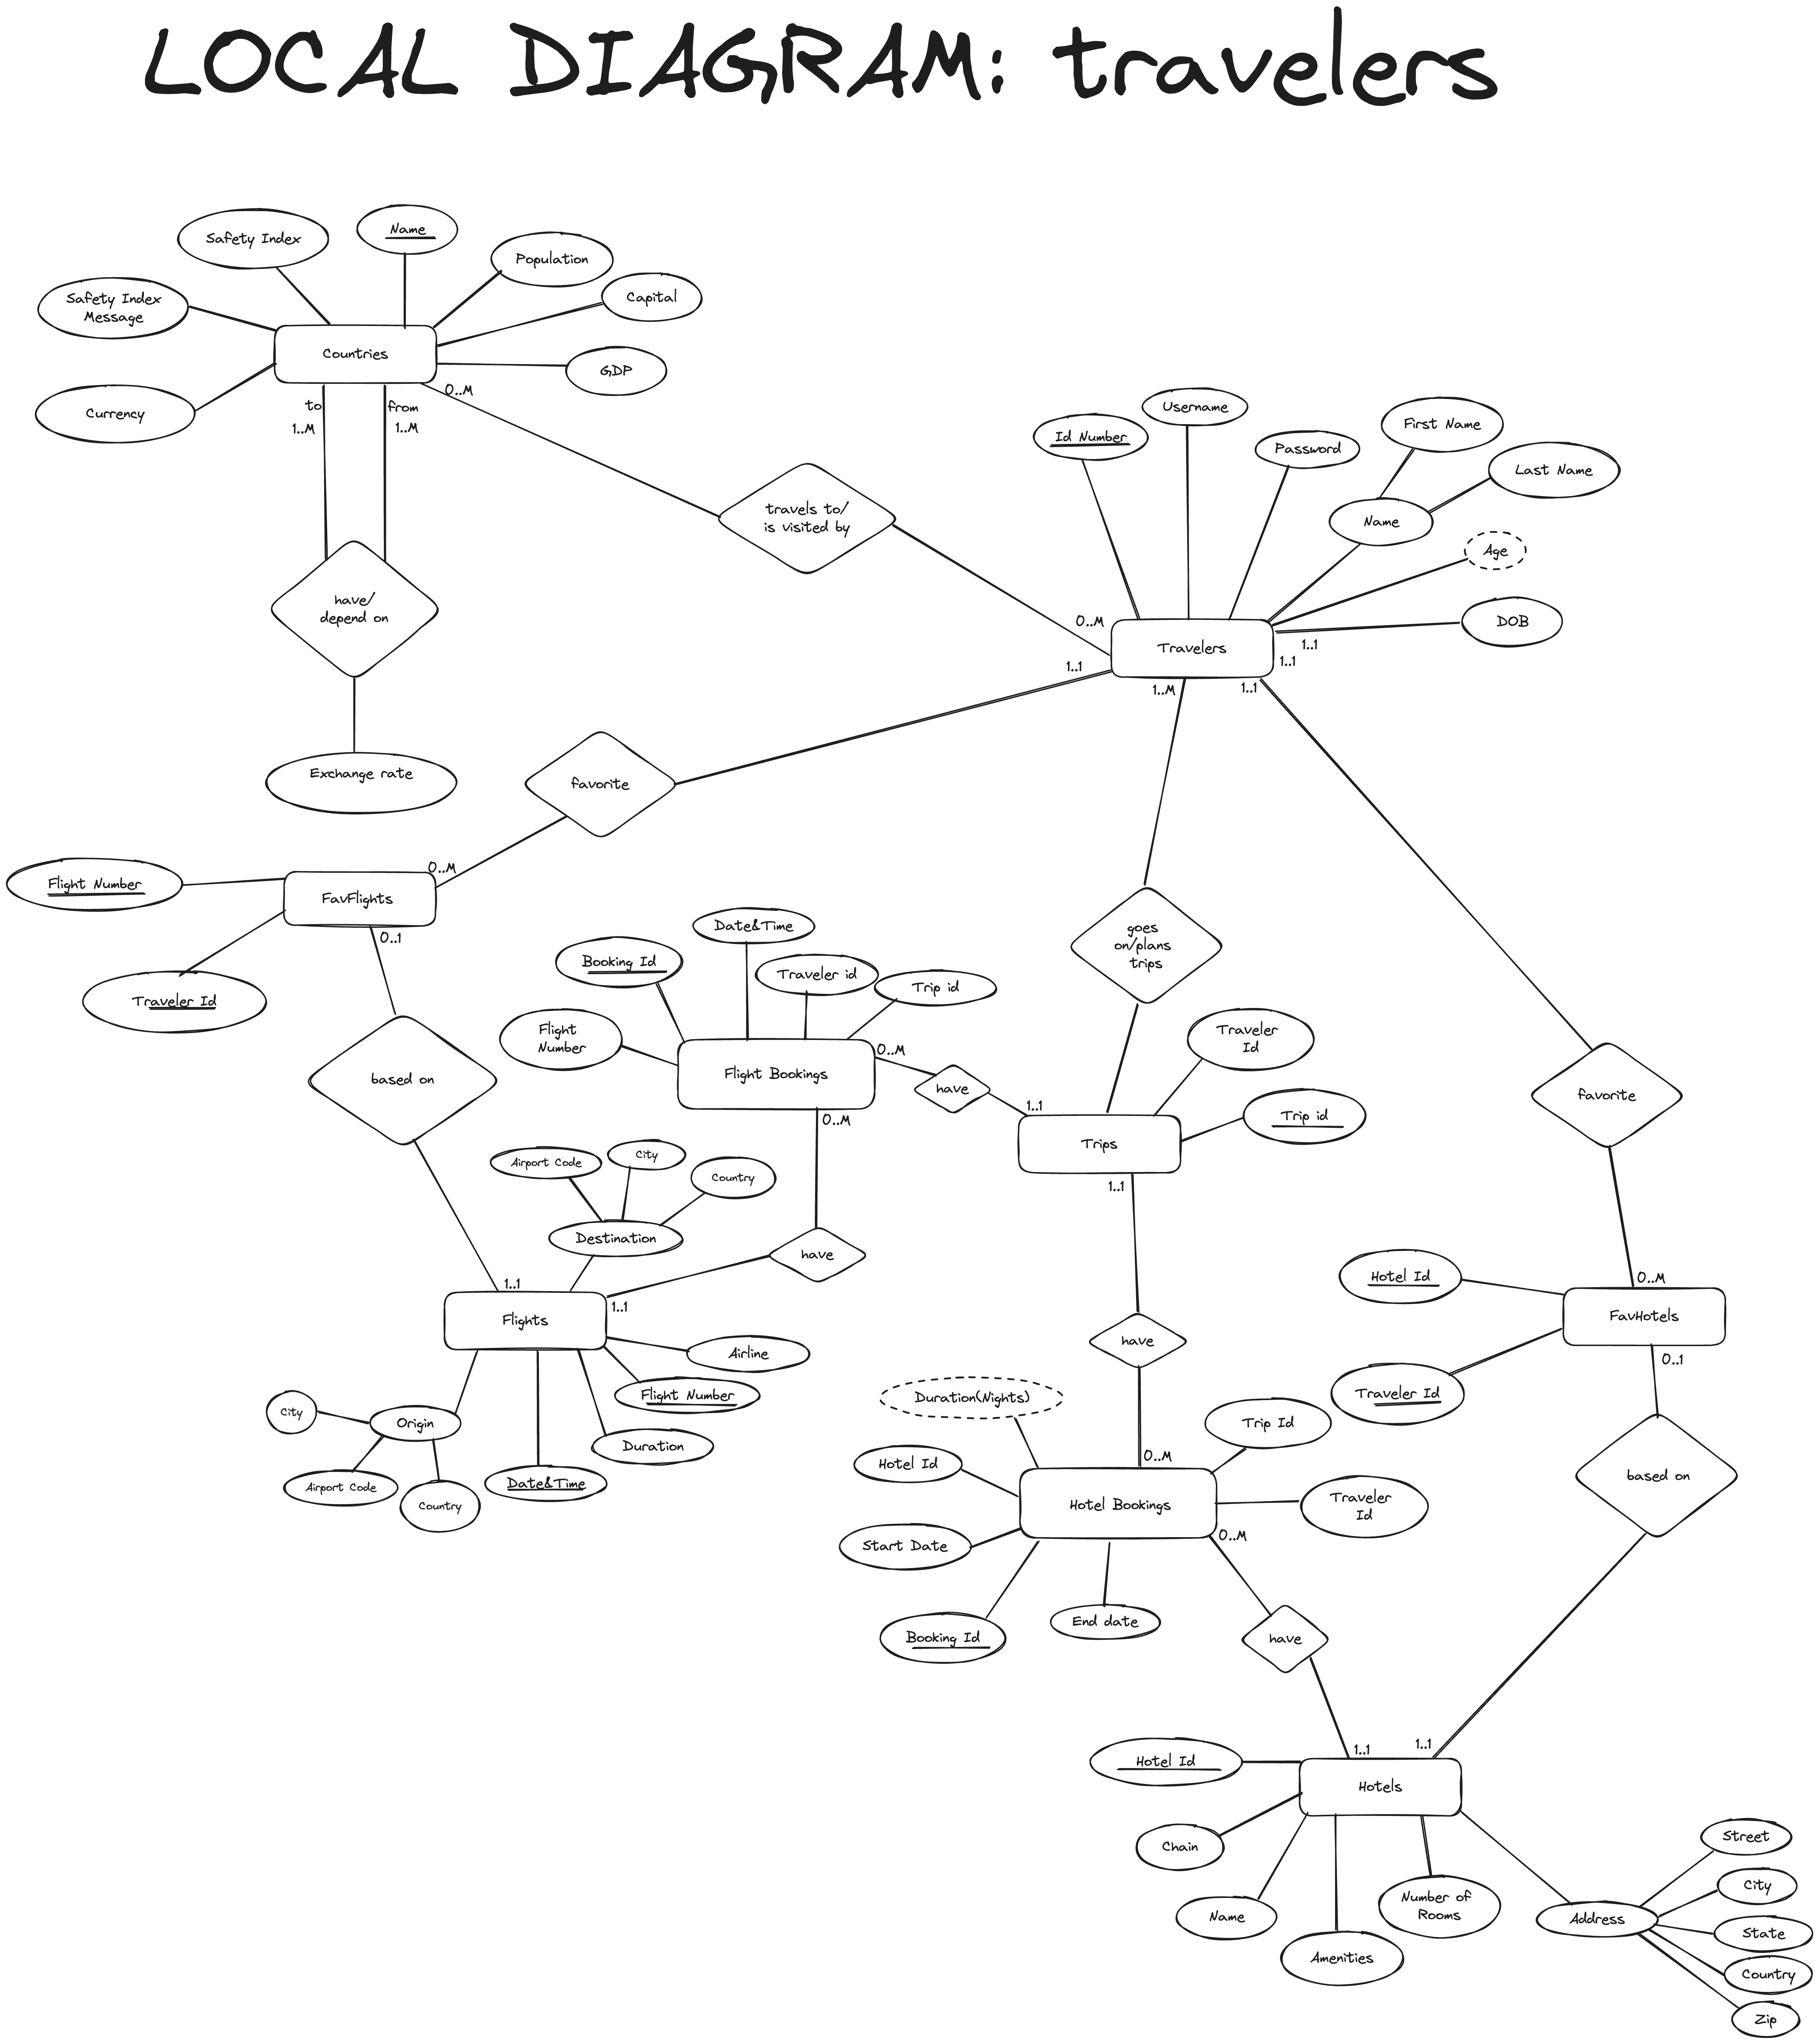 LOCAL DIAGRAM: travelers
Safety Index
Name
Population
Safety Index
Message
Capital
Countries
GDP
Currency
0..M
to
from
1..M
1..M
travels to/
is visited by
have/
depend on
Exchange rate
Id Number
Username
Password
First Name
Last Name
Name
Age
DOB
0..M
Travelers
1..1
1..1
1..1
1..M
1..1
favorite
0..M
Flight Number
FavFlights
0..1
Traveler Id
based on
goes
on/plans
trips
Date&Time
Booking Id
Traveler id
Trip id
Flight
Number
Flight Bookings
0..M
have
1..1
0..M
Traveler
Id
Trip id
Trips
1..1
favorite
Airport Code
City
Country
Destination
have
1..1
Flights
1..1
Airline
Flight Number
Duration
Date&Time
City
Origin
Airport Code
Country
have
0..M
Hotel Id
FavHotels
0..1
Traveler Id
based on
Duration(Nights)
Hotel Id
0..M
Trip Id
Hotel Bookings
Traveler
Id
Start Date
0..M
Booking Id
End date
have
1..1
1..1
Hotel Id
Hotels
Chain
Name
Amenities
Number of
Rooms
Address
Street
City
State
Country
Zip